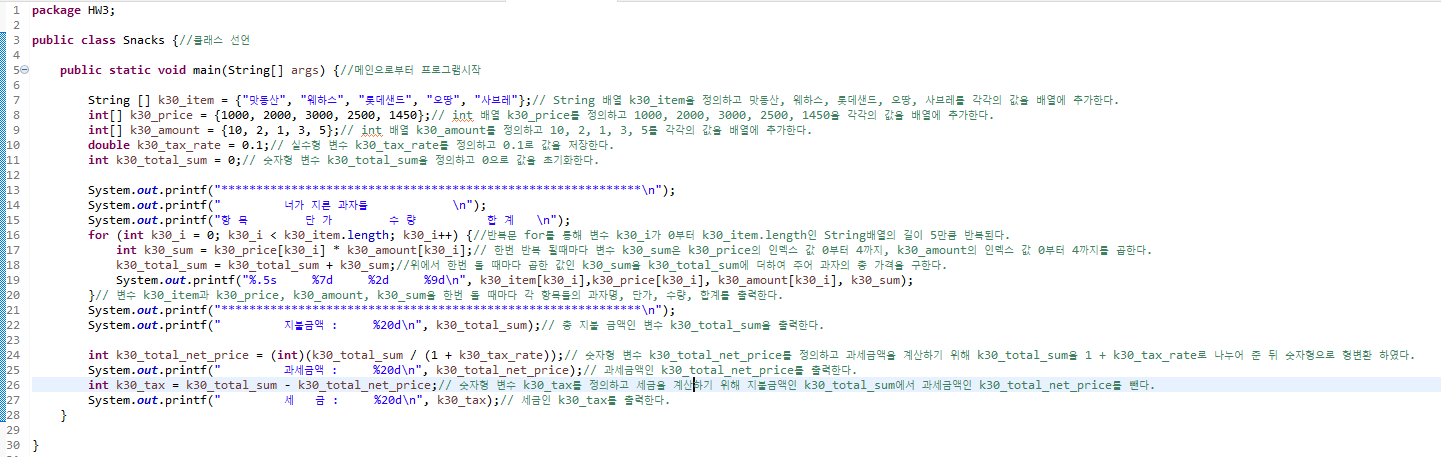 1 package HW3;
2
3 public class Snacks {//클래스 선언
4
5 public static void main(String[] args) {//메인으로부터 프로그램시작
6
7 String [] k30_item = {"맛동산", "웨하스", "롯데샌드", "오땅", "사브레"};// String 배열 k30_item을 정의하고 맛동산, 웨하스, 롯데샌드, 오땅, 사브레를 각각의 값을 배열에 추가한다.
8 int[] k30_price = {1000, 2000, 3000, 2500, 1450};// int 배열 k30_price를 정의하고 1000, 2000, 3000, 2500, 1450을 각각의 값을 배열에 추가한다.
9 int[] k30_amount = {10, 2, 1, 3, 5};// int 배열 k30_amount를 정의하고 10, 2, 1, 3, 5를 각각의 값을 배열에 추가한다.
10 double k30_tax_rate = 0.1;// 실수형 변수 k30_tax_rate를 정의하고 0.1로 값을 저장한다.
11 int k30_total_sum = 0;// 숫자형 변수 k30_total_sum을 정의하고 0으로 값을 초기화한다.
12
13 System.out.printf("************************************************************\n");
14 System.out.printf("         너가 지른 과자들            \n");
15 System.out.printf("항 목        단 가        수 량          합 계   \n");
16 for (int k30_i = 0; k30_i < k30_item.length; k30_i++) {//반복문 for를 통해 변수 k30_i가 0부터 k30_item.length인 String배열의 길이 5만큼 반복된다.
17 int k30_sum = k30_price[k30_i] * k30_amount[k30_i];// 한번 반복 될때마다 변수 k30_sum은 k30_price의 인덱스 값 0부터 4까지, k30_amount의 인덱스 값 0부터 4까지를 곱한다.
18 k30_total_sum = k30_total_sum + k30_sum;//위에서 한번 돌 때마다 곱한 값인 k30_sum을 k30_total_sum에 더하여 주어 과자의 총 가격을 구한다.
19 System.out.printf("%.5s     %7d     %2d     %9d\n", k30_item[k30_i],k30_price[k30_i], k30_amount[k30_i], k30_sum);
20 }// 변수 k30_item과 k30_price, k30_amount, k30_sum을 한번 돌 때마다 각 항목들의 과자명, 단가, 수량, 합계를 출력한다.
21 System.out.printf("************************************************************\n");
22 System.out.printf("         지불금액 :     %20d\n", k30_total_sum);// 총 지불 금액인 변수 k30_total_sum을 출력한다.
23
24 int k30_total_net_price = (int)(k30_total_sum / (1 + k30_tax_rate));// 숫자형 변수 k30_total_net_price를 정의하고 과세금액을 계산하기 위해 k30_total_sum을 1 + k30_tax_rate로 나누어 준 뒤 숫자형으로 형변환 하였다.
25 System.out.printf("         과세금액 :     %20d\n", k30_total_net_price);// 과세금액인 k30_total_net_price를 출력한다.
26 int k30_tax = k30_total_sum - k30_total_net_price;// 숫자형 변수 k30_tax를 정의하고 세금을 계산하기 위해 지불금액인 k30_total_sum에서 과세금액인 k30_total_net_price를 뺀다.
27 System.out.printf("         세   금 :     %20d\n", k30_tax);// 세금인 k30_tax를 출력한다.
28 }
29
30 }